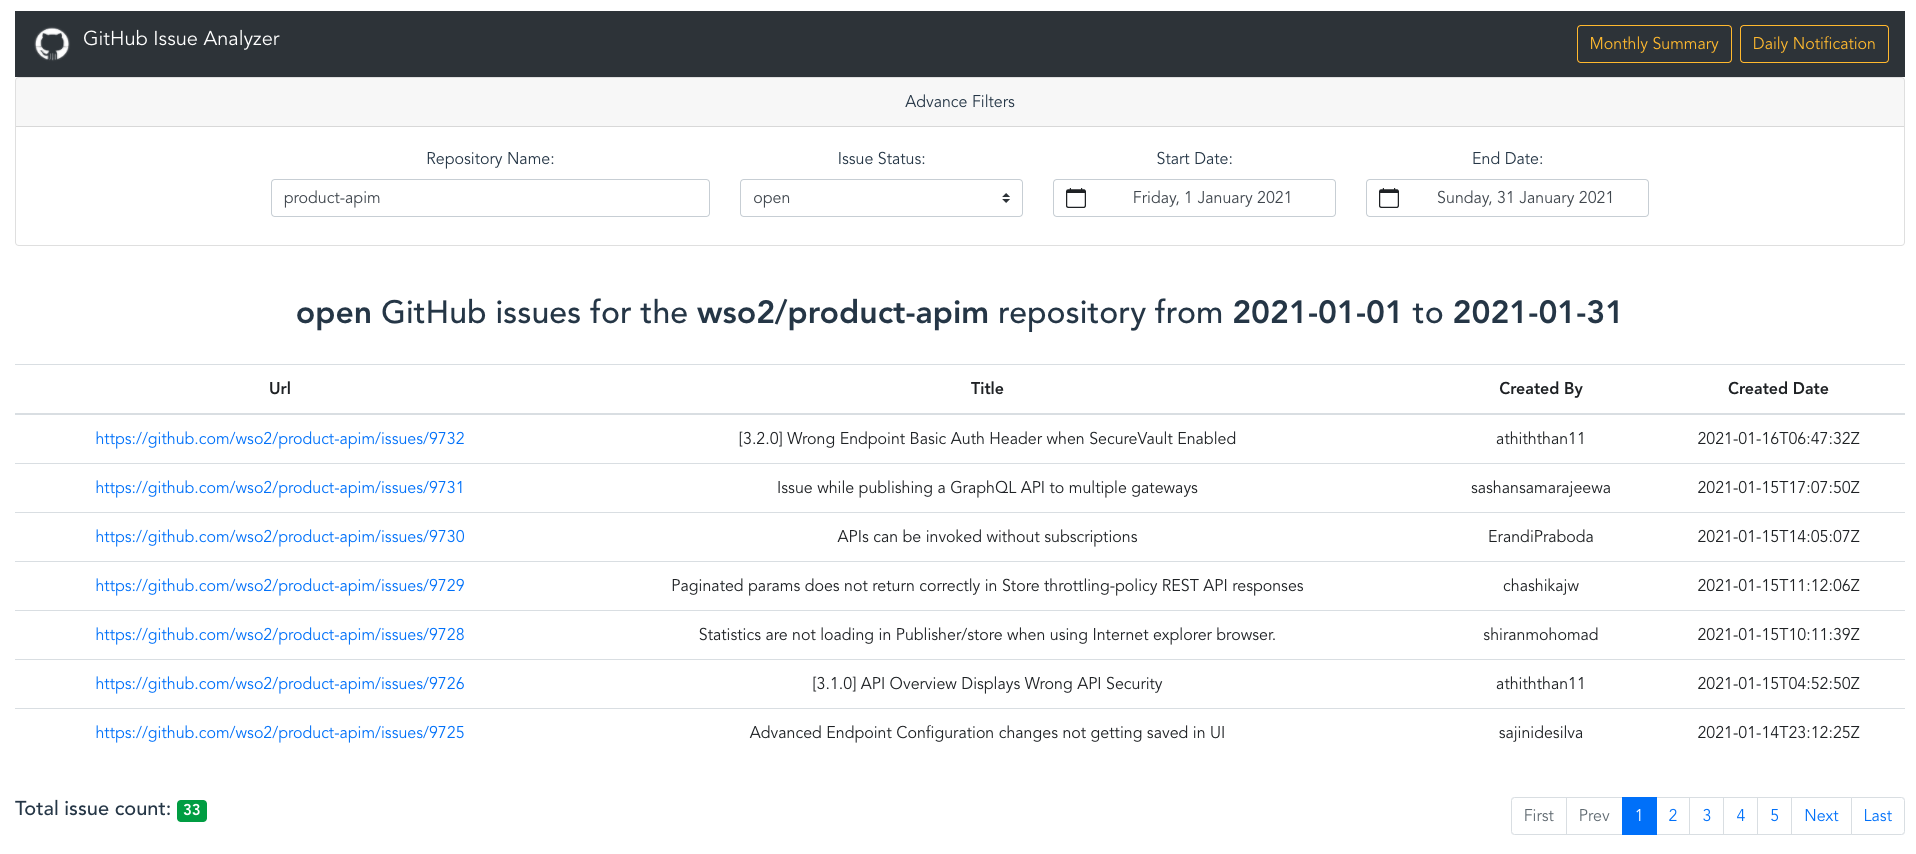 GitHub Issue Analyzer
Monthly Summary Daily Notification
Advance Filters
Repository Name: Issue Status: Start Date: End Date:
product-apim open Friday, 1 January 2021 Sunday, 31 January 2021
open GitHub issues for the wso2/product-apim repository from 2021-01-01 to 2021-01-31
Url Title Created By Created Date
https://github.com/wso2/product-apim/issues/9732 [3.2.0] Wrong Endpoint Basic Auth Header when SecureVault Enabled athiththan11 2021-01-16T06:47:32Z
https://github.com/wso2/product-apim/issues/9731 Issue while publishing a GraphQL API to multiple gateways sashansamarajeewa 2021-01-15T17:07:50Z
https://github.com/wso2/product-apim/issues/9730 APIs can be invoked without subscriptions ErandiPraboda 2021-01-15T14:05:07Z
https://github.com/wso2/product-apim/issues/9729 Paginated params does not return correctly in Store throttling-policy REST API responses chashikajw 2021-01-15T11:12:06Z
https://github.com/wso2/product-apim/issues/9728 Statistics are not loading in Publisher/store when using Internet explorer browser. shiranmohomad 2021-01-15T10:11:39Z
https://github.com/wso2/product-apim/issues/9726 [3.1.0] API Overview Displays Wrong API Security athiththan11 2021-01-15T04:52:50Z
https://github.com/wso2/product-apim/issues/9725 Advanced Endpoint Configuration changes not getting saved in UI sajinidesilva 2021-01-14T23:12:25Z
Total issue count: 33
First Prev 1 2 3 4 5 Next Last